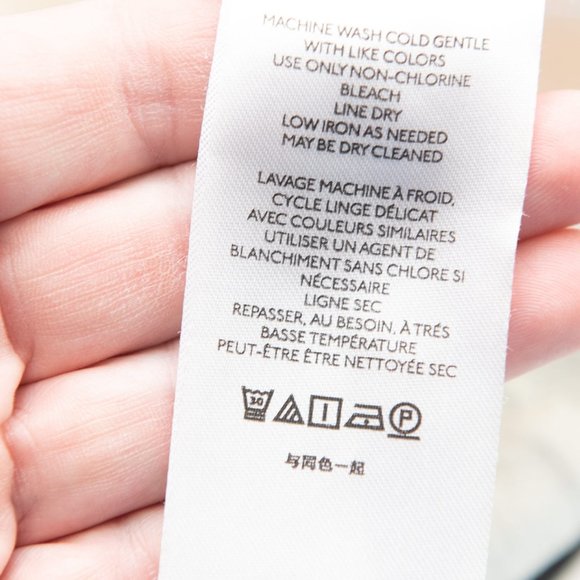 MACHINE WASH COLD GENTLE
WITH LIKE COLORS
USE ONLY NON-CHLORINE
BLEACH
LINE DRY
LOW IRON AS NEEDED
MAY BE DRY CLEANED
LAVAGE MACHINE À FROID,
CYCLE LINGE DÉLICAT
AVEC COULEURS SIMILAIRES
UTILISER UN AGENT DE
BLANCHIMENT SANS CHLORE SI
NÉCESSAIRE
LIGNE SEC
REPASSER, AU BESOIN, À TRÉS
BASSE TEMPÉRATURE
PEUT-ÊTRE ÊTRE NETTOYÉE SEC
30 P
与同色一起